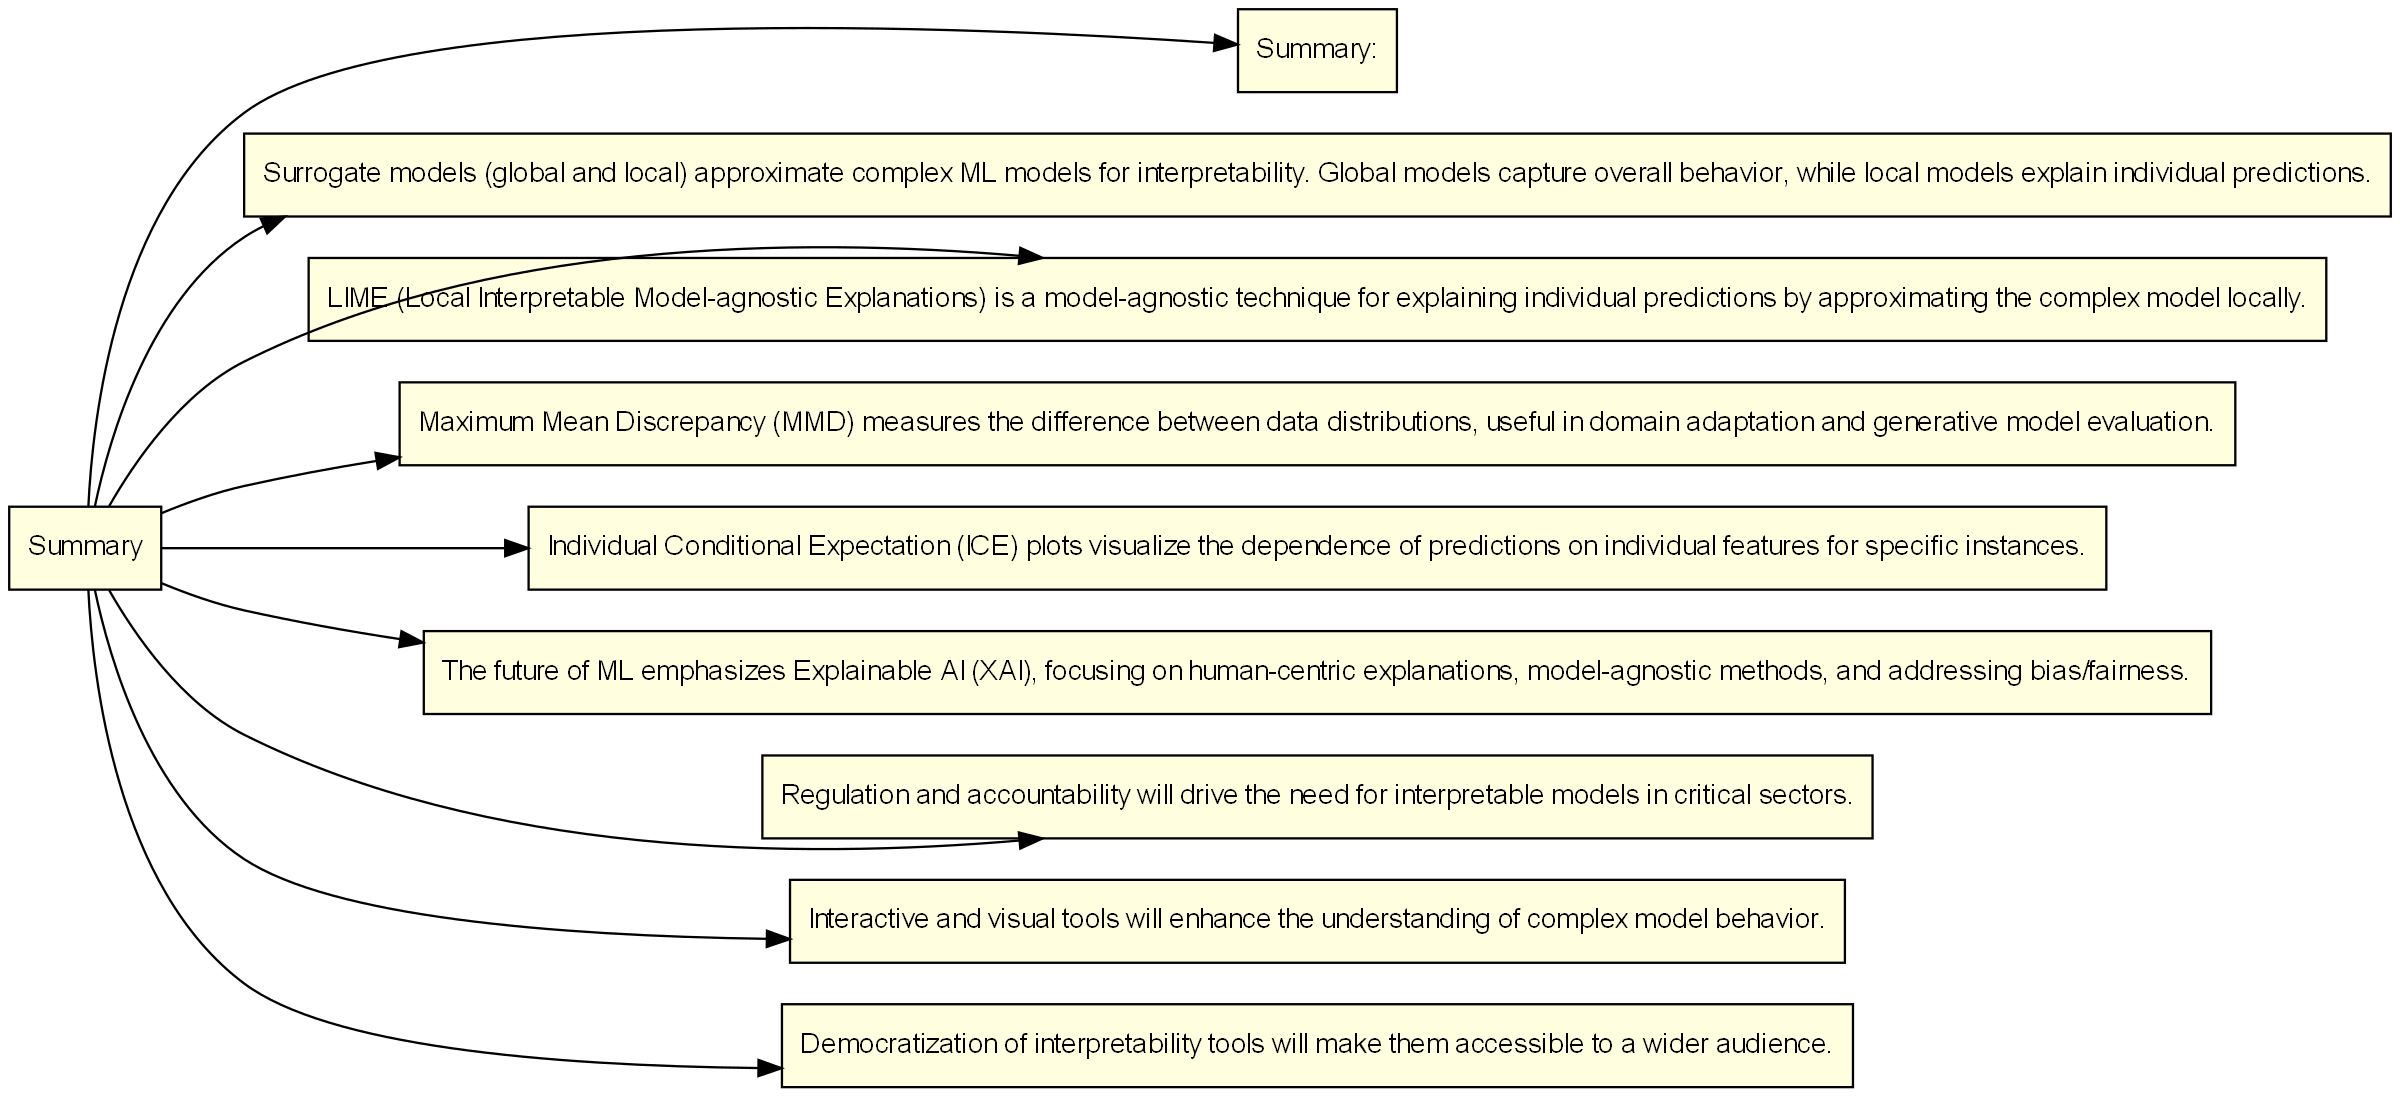 Summary:
Surrogate models (global and local) approximate complex ML models for interpretability. Global models capture overall behavior, while local models explain individual predictions.
LIME (Local Interpretable Model-agnostic Explanations) is a model-agnostic technique for explaining individual predictions by approximating the complex model locally.
Maximum Mean Discrepancy (MMD) measures the difference between data distributions, useful in domain adaptation and generative model evaluation.
Summary
Individual Conditional Expectation (ICE) plots visualize the dependence of predictions on individual features for specific instances.
The future of ML emphasizes Explainable AI (XAI), focusing on human-centric explanations, model-agnostic methods, and addressing bias/fairness.
Regulation and accountability will drive the need for interpretable models in critical sectors.
Interactive and visual tools will enhance the understanding of complex model behavior.
Democratization of interpretability tools will make them accessible to a wider audience.